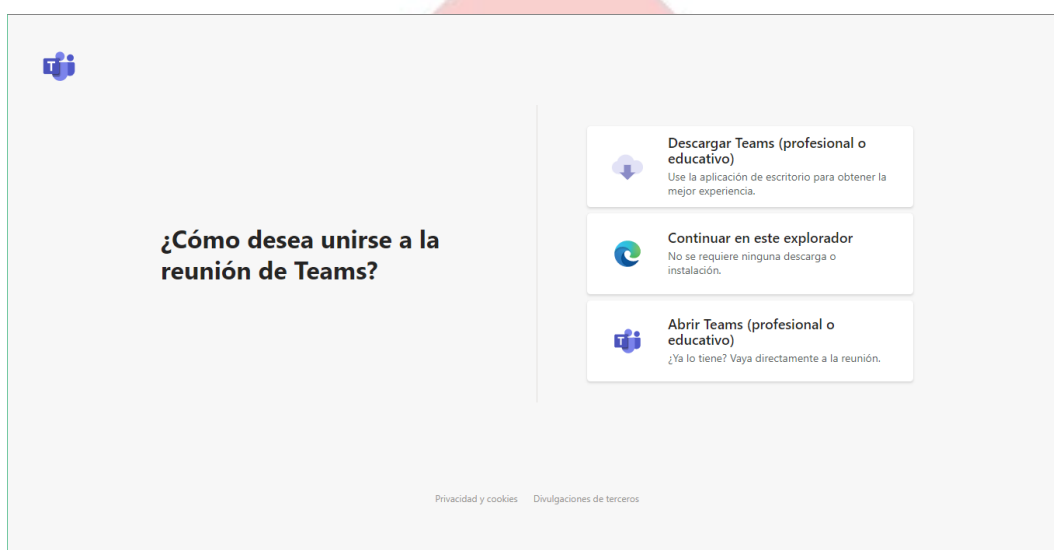 ¿Cómo desea unirse a la
reunión de Teams?
Descargar Teams (profesional o
educativo)
Use la aplicación de escritorio para obtener la
mejor experiencia.
Continuar en este explorador
No se requiere ninguna descarga o
instalación.
Abrir Teams (profesional o
educativo)
¿Ya lo tiene? Vaya directamente a la reunión.
Privacidad y cookies Divulgaciones de terceros